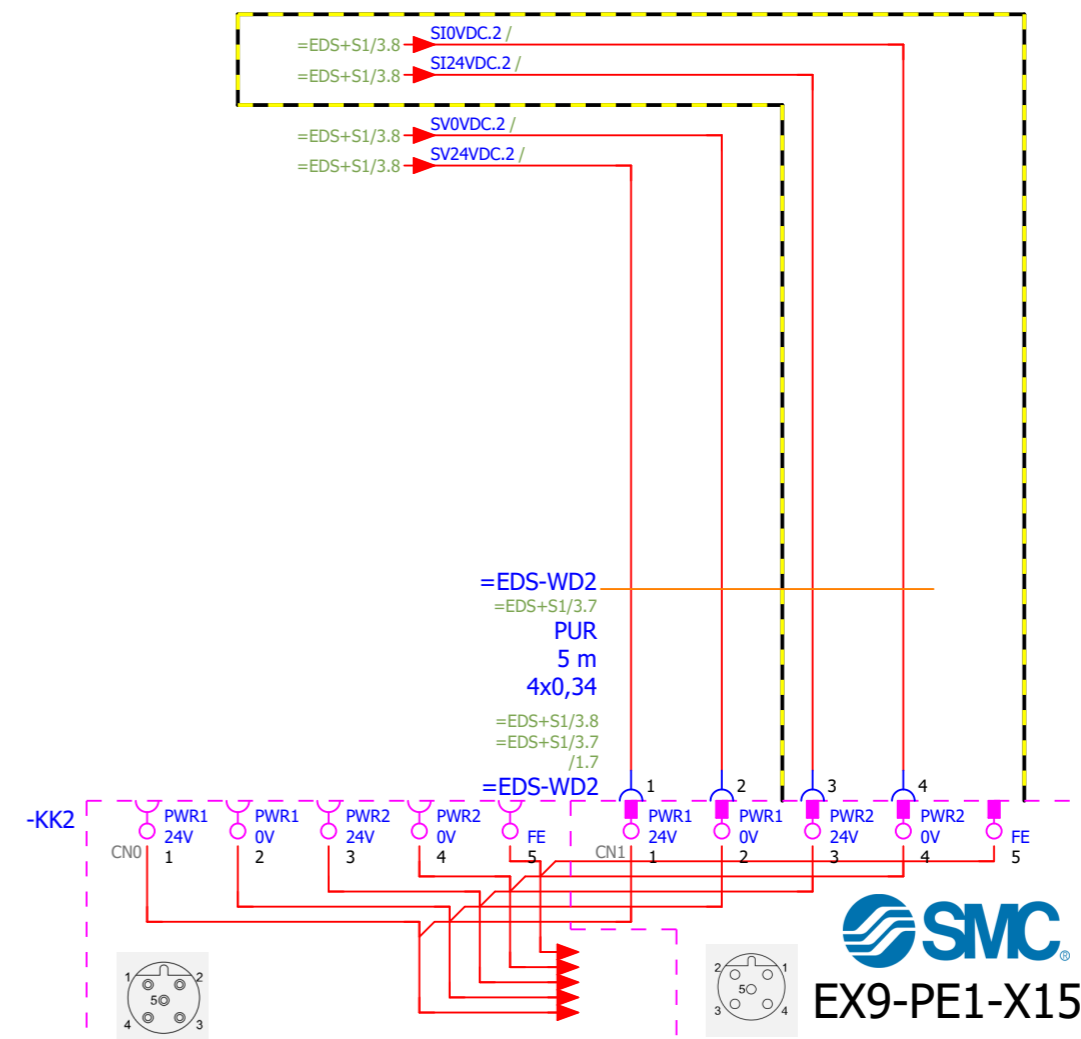 =EDS+S1/3.8 SI0VDC.2 /
=EDS+S1/3.8 SI24VDC.2 /
=EDS+S1/3.8 SV0VDC.2 /
=EDS+S1/3.8 SV24VDC.2 /
=EDS-WD2
=EDS+S1/3.7
PUR
5 m
4x0,34
=EDS+S1/3.8
=EDS+S1/3.7
/1.7
=EDS-WD2 1 2 3 4
-KK2 PWR1 PWR1 PWR2 PWR2 PWR1 PWR1 PWR2 PWR2
24V 0V 24V 0V FE 24V 0V 24V 0V FE
CN0 1 2 3 4 5 CN1 1 2 3 4 5
SMC®
EX9-PE1-X15
1 2
5
4 3
2 1
5
3 4